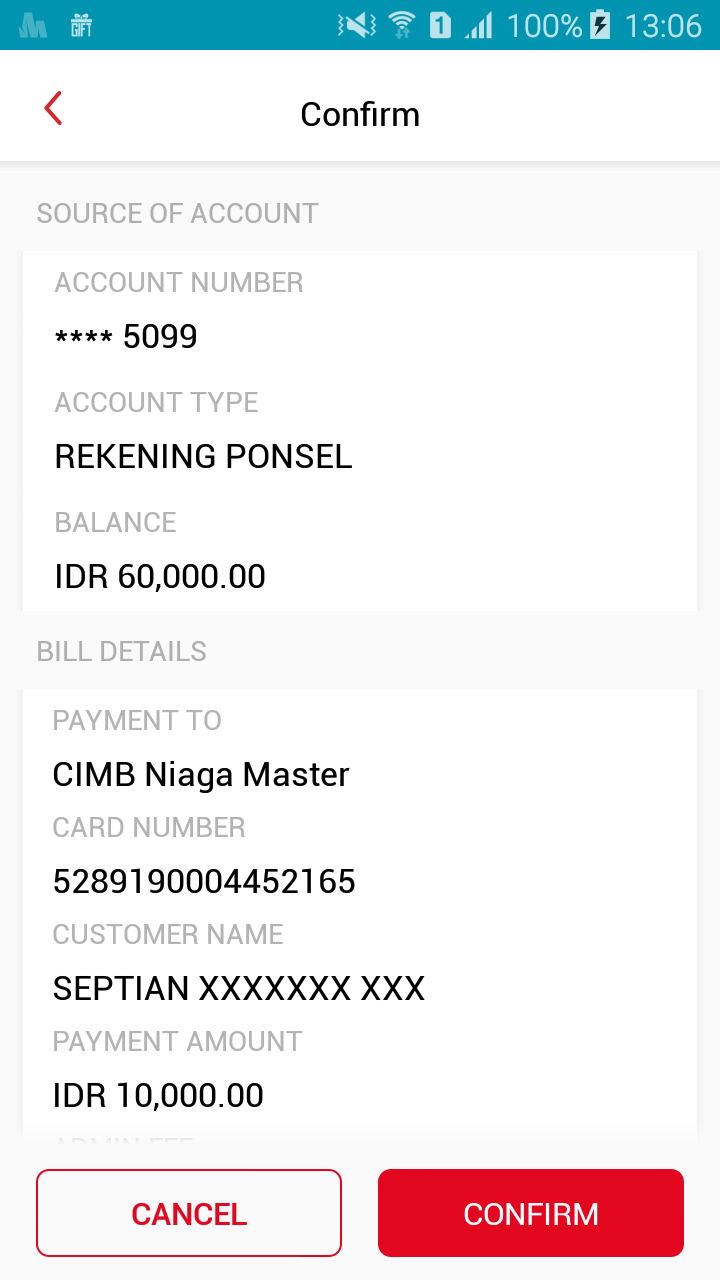 GIFT 1 100% 13:06
Confirm
SOURCE OF ACCOUNT
ACCOUNT NUMBER
**** 5099
ACCOUNT TYPE
REKENING PONSEL
BALANCE
IDR 60,000.00
BILL DETAILS
PAYMENT TO
CIMB Niaga Master
CARD NUMBER
5289190004452165
CUSTOMER NAME
SEPTIAN XXXXXXX XXX
PAYMENT AMOUNT
IDR 10,000.00
ADMIN FEE
CANCEL CONFIRM